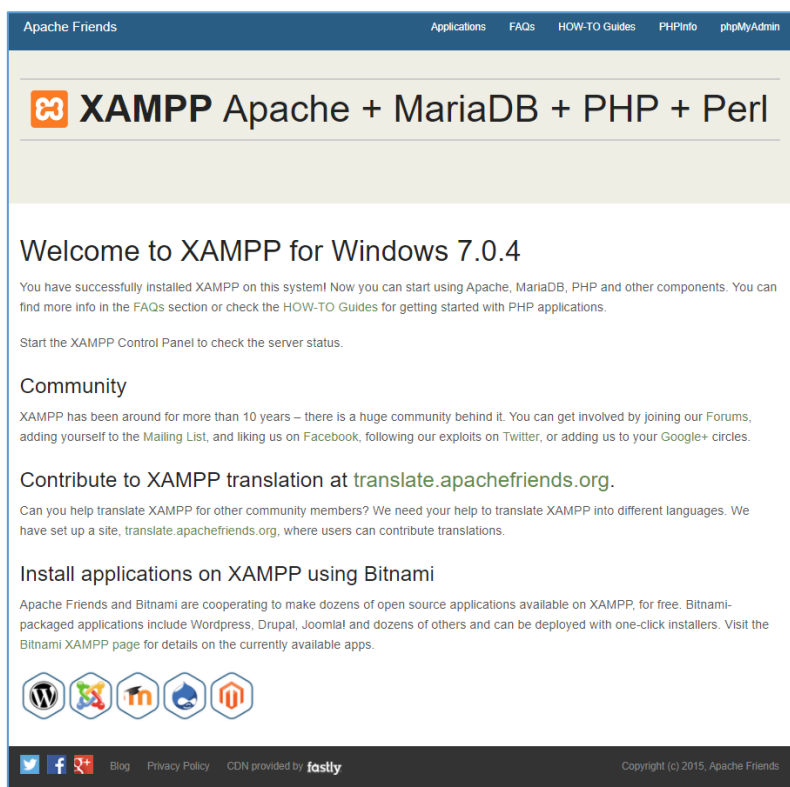 Apache Friends
Applications FAQs HOW-TO Guides PHPInfo phpMyAdmin
XAMPP Apache + MariaDB + PHP + Perl
Welcome to XAMPP for Windows 7.0.4
You have successfully installed XAMPP on this system! Now you can start using Apache, MariaDB, PHP and other components. You can
find more info in the FAQs section or check the HOW-TO Guides for getting started with PHP applications.
Start the XAMPP Control Panel to check the server status.
Community
XAMPP has been around for more than 10 years – there is a huge community behind it. You can get involved by joining our Forums,
adding yourself to the Mailing List, and liking us on Facebook, following our exploits on Twitter, or adding us to your Google+ circles.
Contribute to XAMPP translation at translate.apachefriends.org.
Can you help translate XAMPP for other community members? We need your help to translate XAMPP into different languages. We
have set up a site, translate.apachefriends.org, where users can contribute translations.
Install applications on XAMPP using Bitnami
Apache Friends and Bitnami are cooperating to make dozens of open source applications available on XAMPP, for free. Bitnami-
packaged applications include Wordpress, Drupal, Joomla! and dozens of others and can be deployed with one-click installers. Visit the
Bitnami XAMPP page for details on the currently available apps.
Blog Privacy Policy CDN provided by fastly
Copyright (c) 2015, Apache Friends